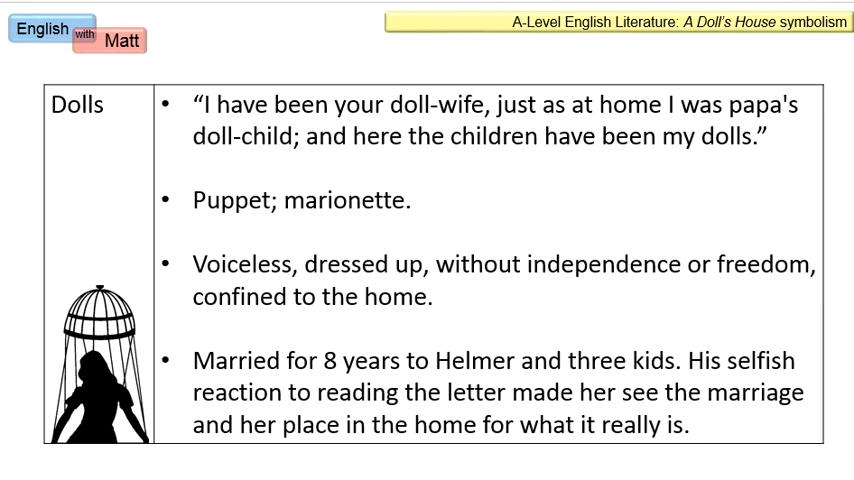 English
with
Matt
A-Level English Literature: A Doll's House symbolism
Dolls
• “I have been your doll-wife, just as at home I was papa's
doll-child; and here the children have been my dolls.”
• Puppet; marionette.
• Voiceless, dressed up, without independence or freedom,
confined to the home.
• Married for 8 years to Helmer and three kids. His selfish
reaction to reading the letter made her see the marriage
and her place in the home for what it really is.